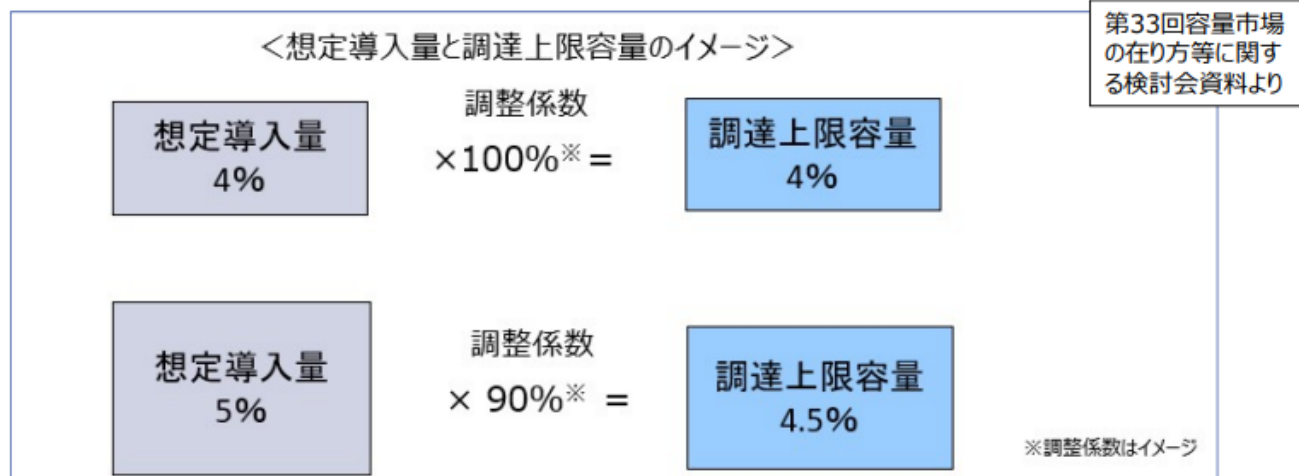 第33回容量市場
の在り方等に関す
る検討会資料より
＜想定導入量と調達上限容量のイメージ＞
想定導入量
4%
調整係数
×100%※=
調達上限容量
4%
想定導入量
5%
調整係数
× 90%※ =
調達上限容量
4.5%
※調整係数はイメージ